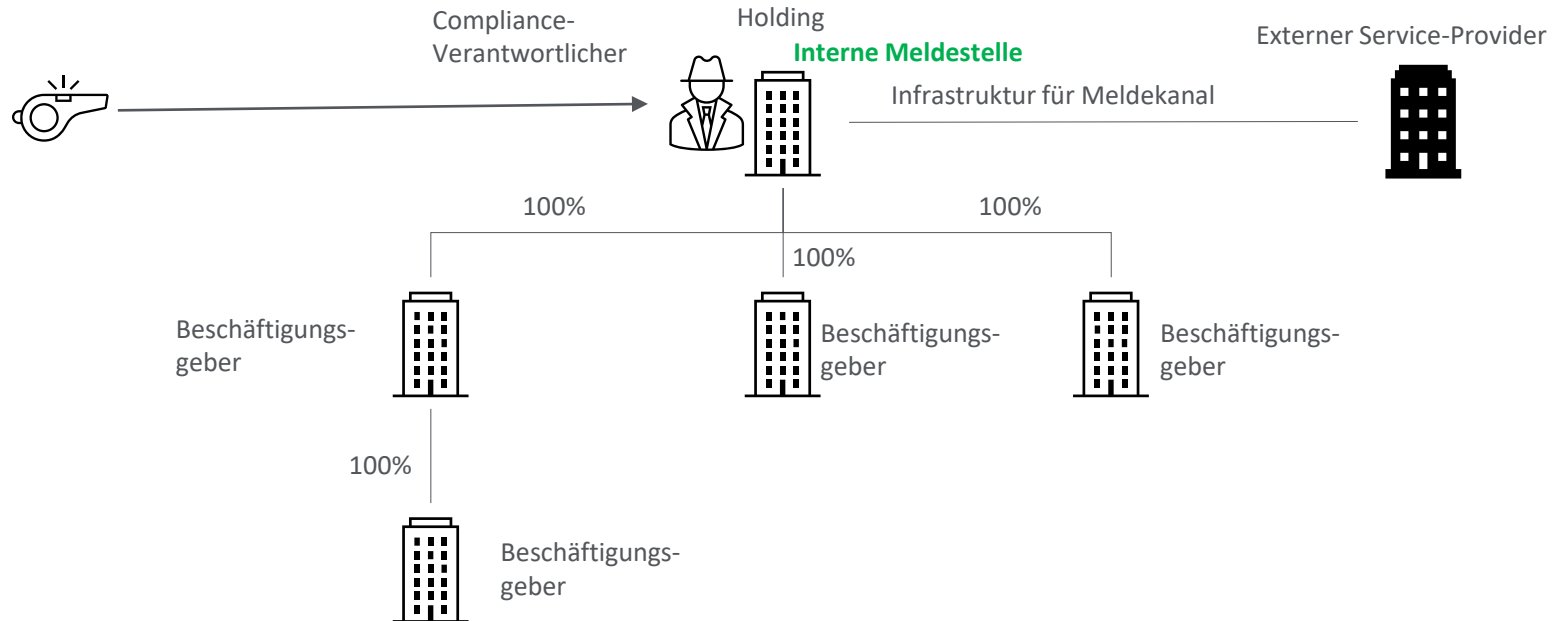 Compliance-
Verantwortlicher
Holding
Interne Meldestelle
Externer Service-Provider
Infrastruktur für Meldekanal
100%
100%
100%
Beschäftigungs-
geber
Beschäftigungs-
geber
Beschäftigungs-
geber
100%
Beschäftigungs-
geber